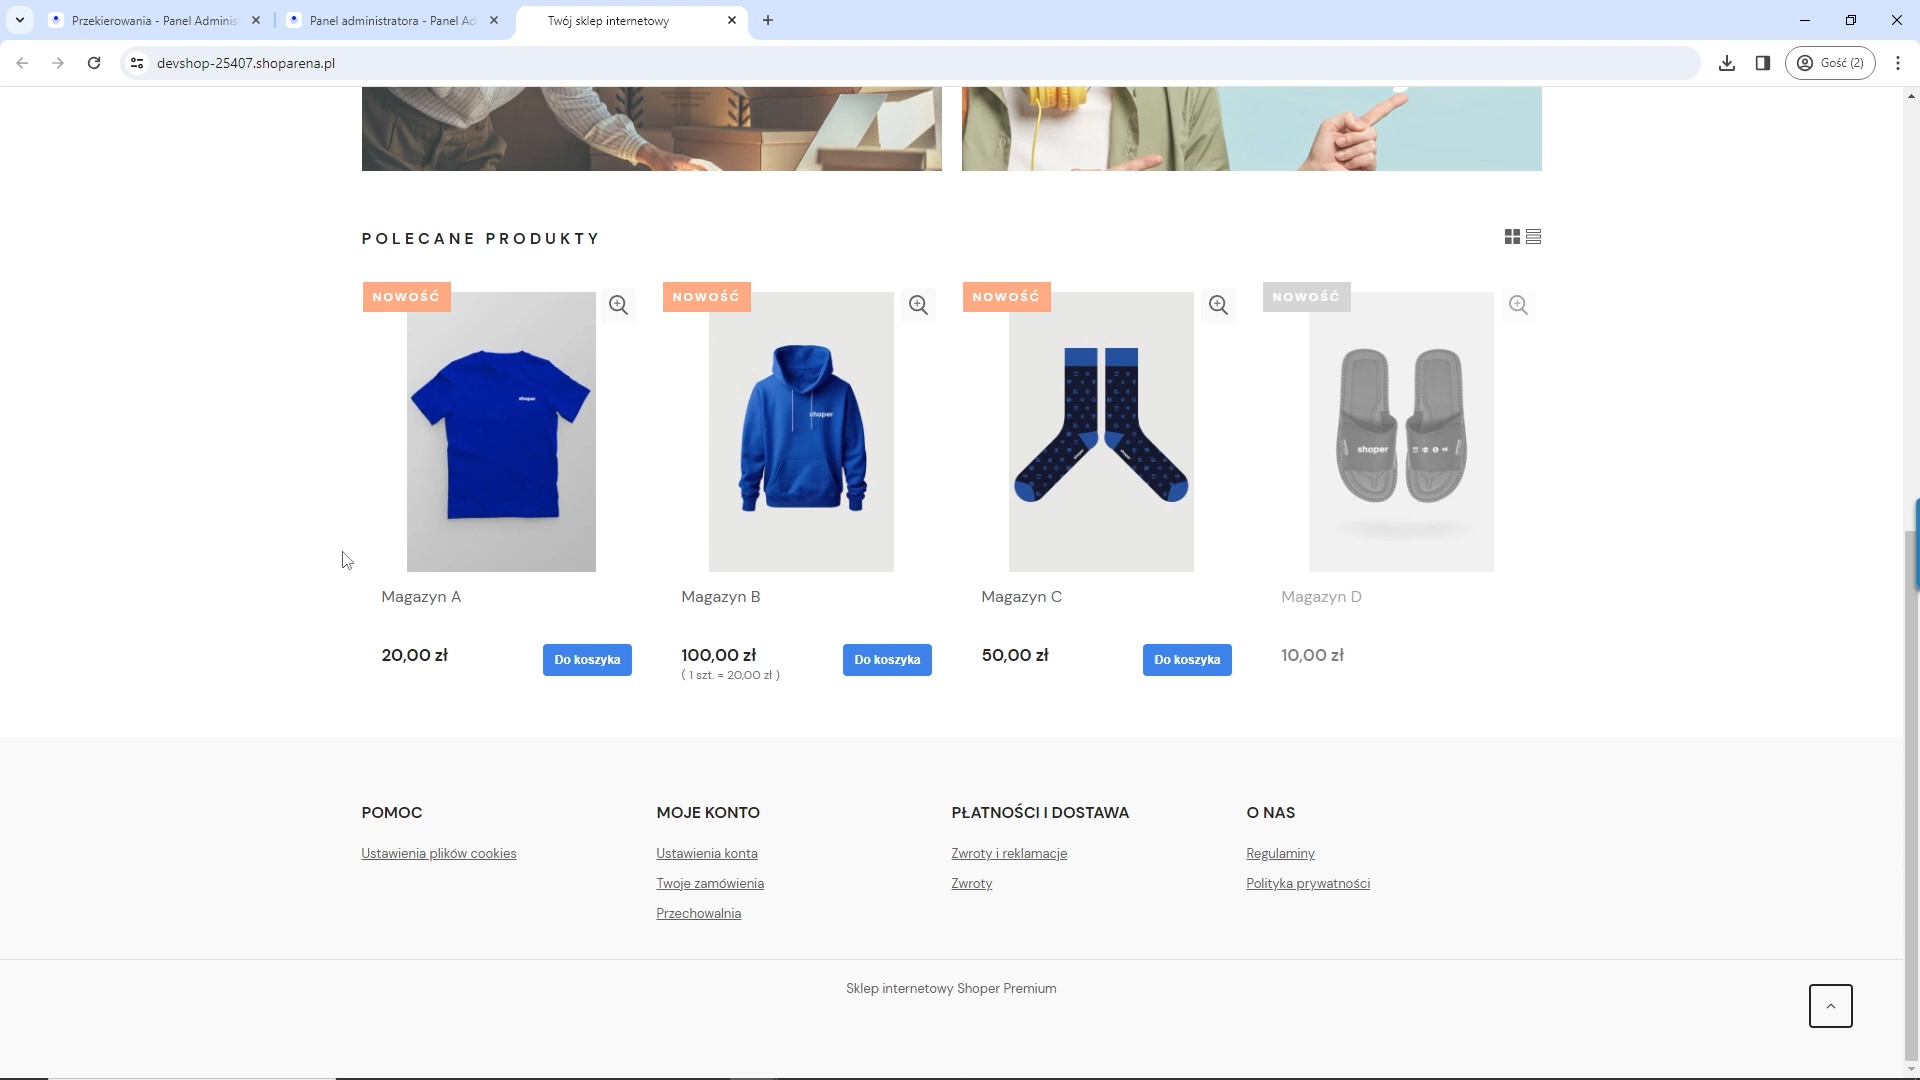 Przekierowania - Panel Adminis
Panel administratora - Panel Ad
Twój sklep internetowy
devshop-25407.shoparena.pl
Gość (2)
POLECANE PRODUKTY
NOWOŚĆ
NOWOŚĆ
NOWOŚĆ
NOWOŚĆ
shoper
shoper
shoper
Magazyn A
Magazyn B
Magazyn C
Magazyn D
20,00 zł
Do koszyka
100,00 zł
( 1 szt. = 20,00 zł )
Do koszyka
50,00 zł
Do koszyka
10,00 zł
POMOC
MOJE KONTO
PŁATNOŚCI I DOSTAWA
O NAS
Ustawienia plików cookies
Ustawienia konta
Zwroty i reklamacje
Regulaminy
Twoje zamówienia
Zwroty
Polityka prywatności
Przechowalnia
Sklep internetowy Shoper Premium